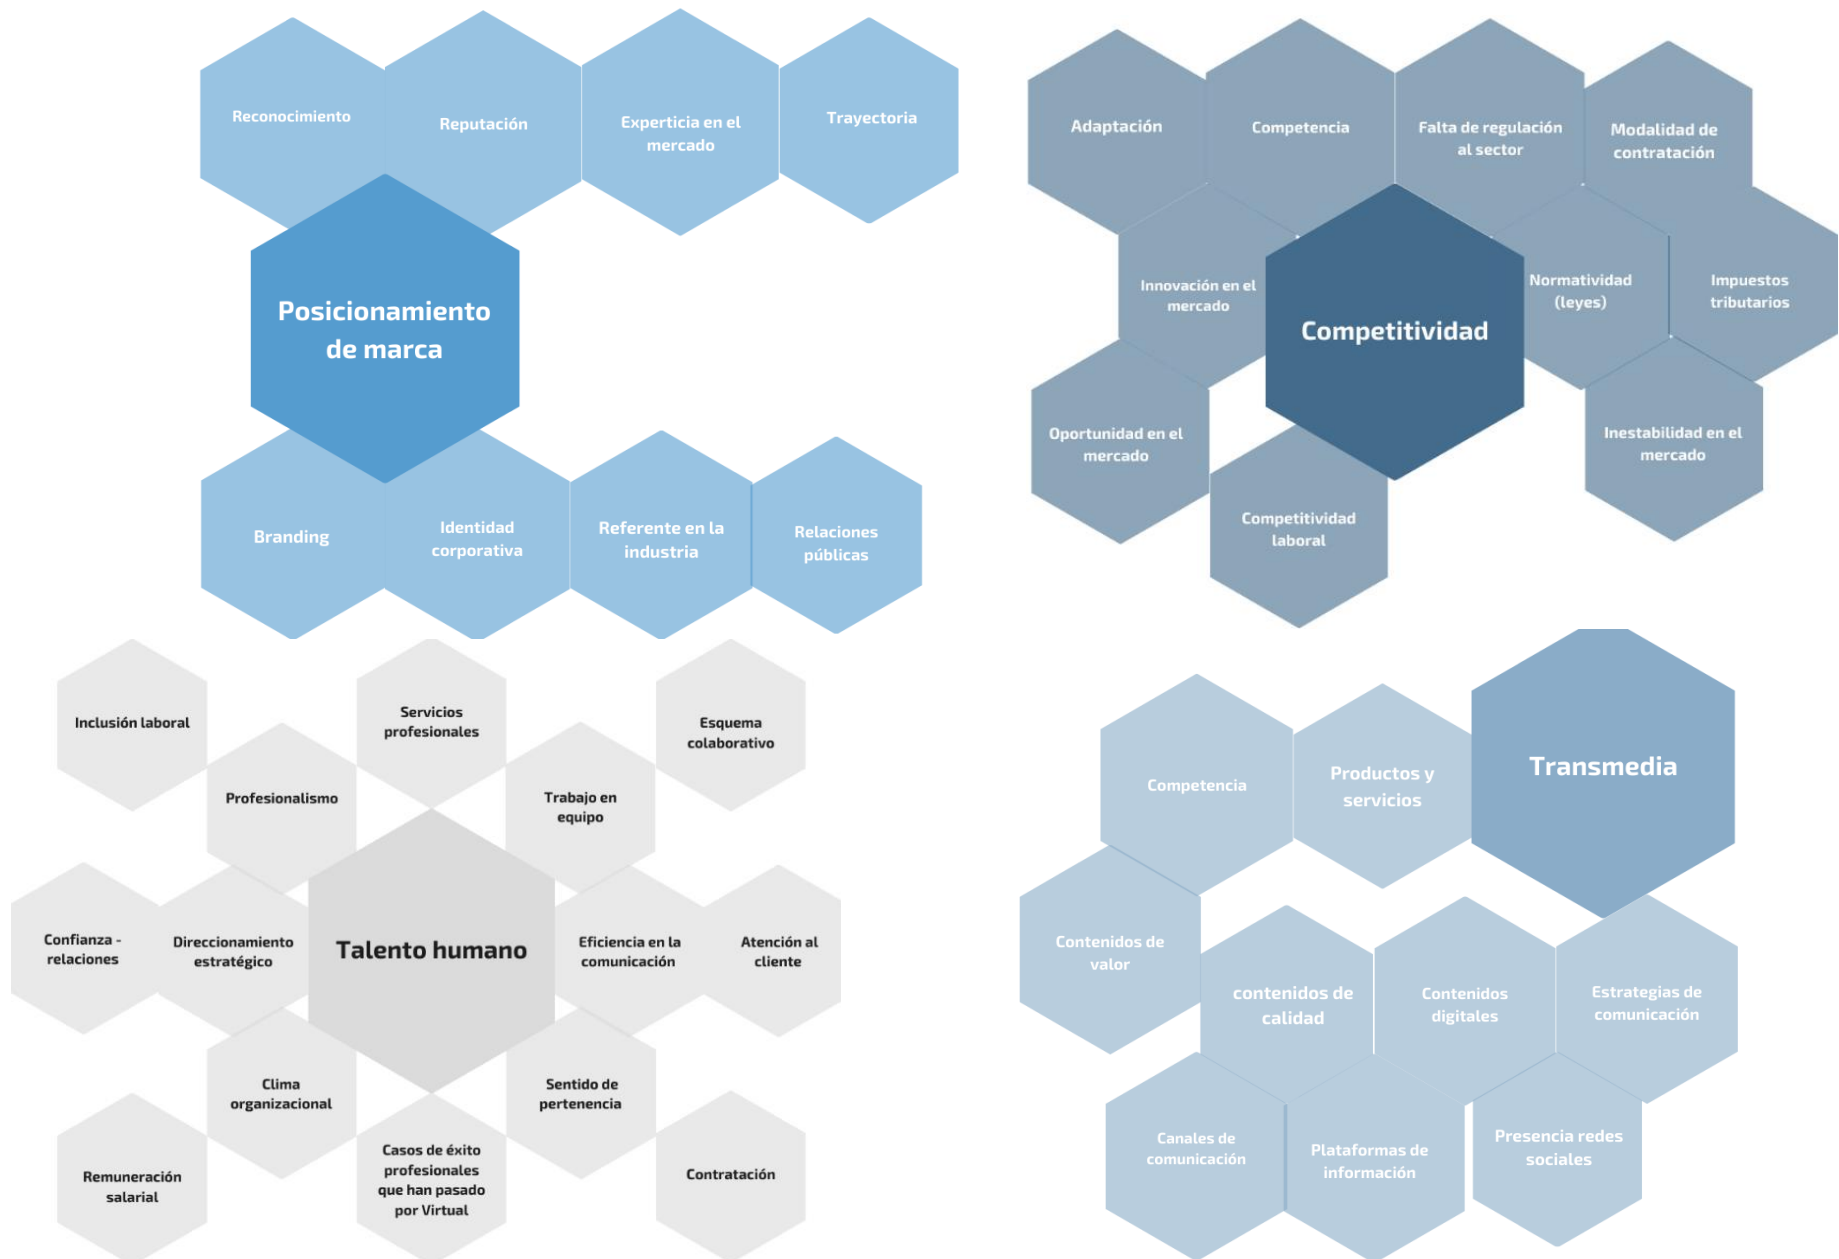 Reconocimiento
Reputación
Experticia en el
mercado
Trayectoria
Posicionamiento
de marca
Branding
Identidad
corporativa
Referente en la
industria
Relaciones
públicas
Adaptación
Competencia
Falta de regulación
al sector
Modalidad de
contratación
Innovación en el
mercado
Competitividad
Normatividad
(leyes)
Impuestos
tributarios
Oportunidad en el
mercado
Competitividad
laboral
Inestabilidad en el
mercado
Inclusión laboral
Servicios
profesionales
Esquema
colaborativo
Profesionalismo
Trabajo en
equipo
Confianza -
relaciones
Direccionamiento
estratégico
Talento humano
Eficiencia en la
comunicación
Atención al
cliente
Clima
organizacional
Sentido de
pertenencia
Remuneración
salarial
Casos de éxito
profesionales
que han pasado
por Virtual
Contratación
Competencia
Productos y
servicios
Transmedia
Contenidos de
valor
contenidos de
calidad
Contenidos
digitales
Estrategias de
comunicación
Canales de
comunicación
Plataformas de
información
Presencia redes
sociales